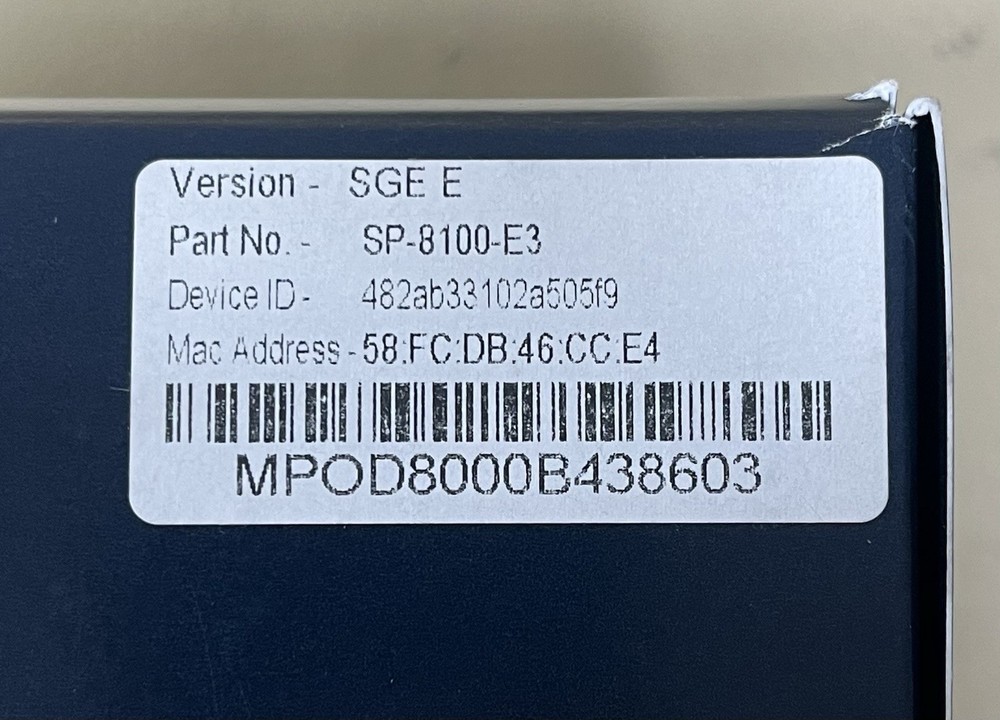 Version - SGE E
Part No. - SP-8100-E3
Device ID - 482ab33102a505f9
Mac Address - 58:FC:DB:46:CC:E4
MPOD8000B438603